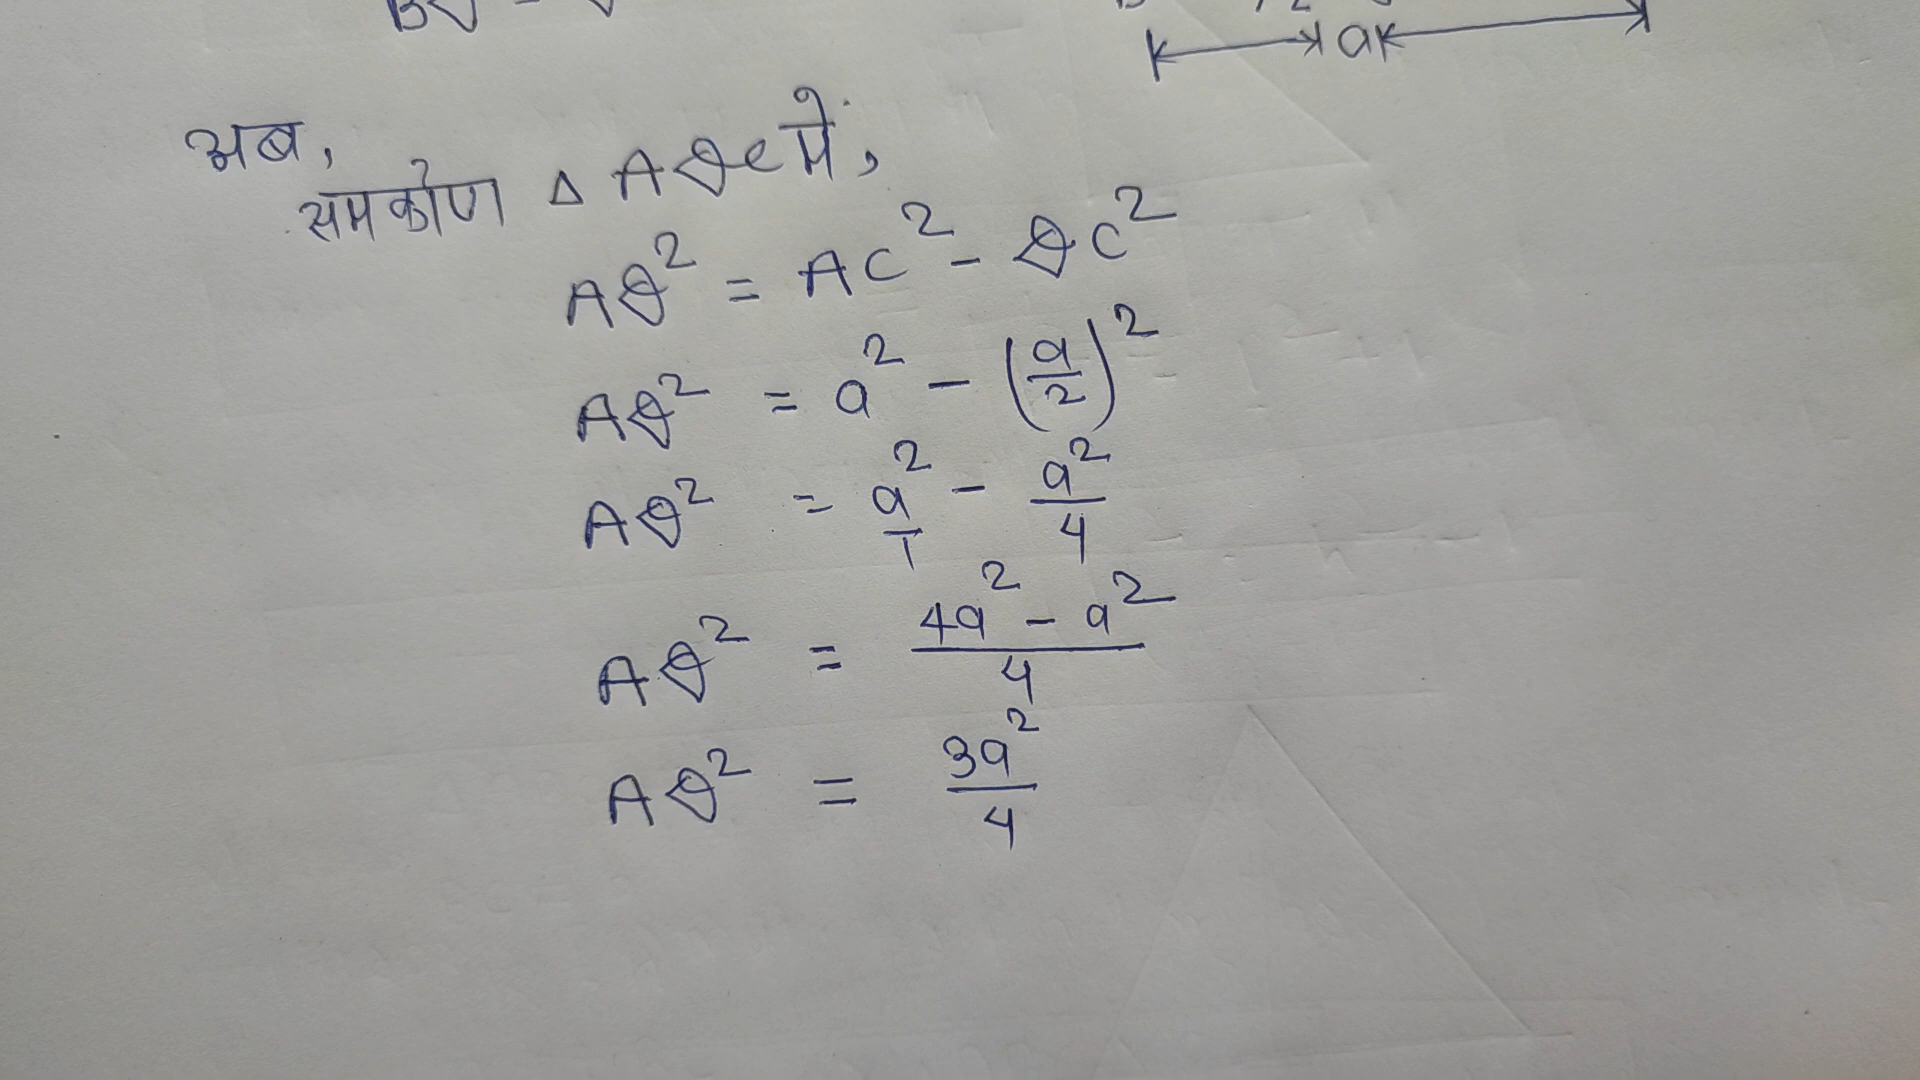 a
अब,
समकोण △ ADC में,
AD² = AC² - DC²
AD² = a² - (a/2)²
AD² = a²/1 - a²/4
AD² = (4a² - a²)/4
AD² = 3a²/4